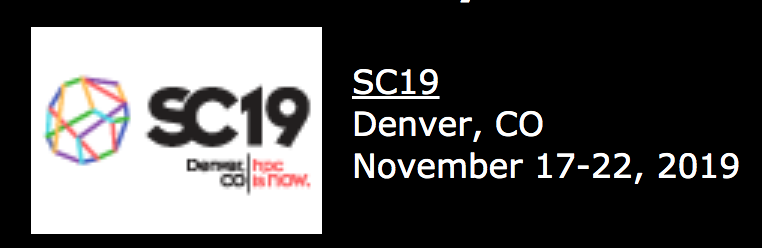 SC19
Denver, hpc
CO is now.
SC19
Denver, CO
November 17-22, 2019